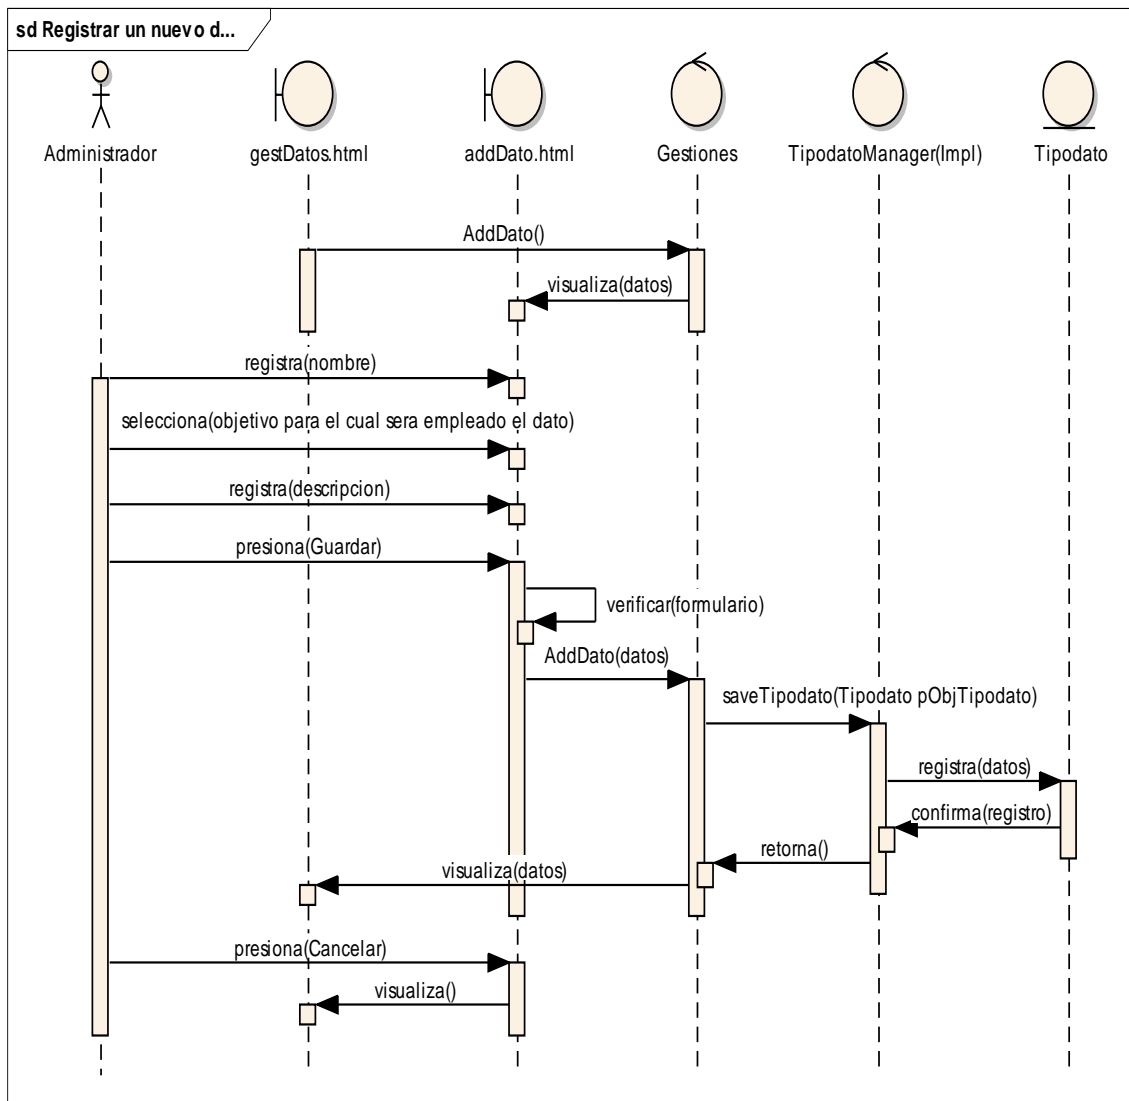 sd Registrar un nuevo d...
Administrador
gestDatos.html
addDato.html
Gestiones
TipodatoManager(Impl)
Tipodato
AddDato()
visualiza(datos)
registra(nombre)
selecciona(objetivo para el cual sera empleado el dato)
registra(descripcion)
presiona(Guardar)
verificar(formulario)
AddDato(datos)
saveTipodato(Tipodato pObjTipodato)
registra(datos)
confirma(registro)
retorna()
visualiza(datos)
presiona(Cancelar)
visualiza()